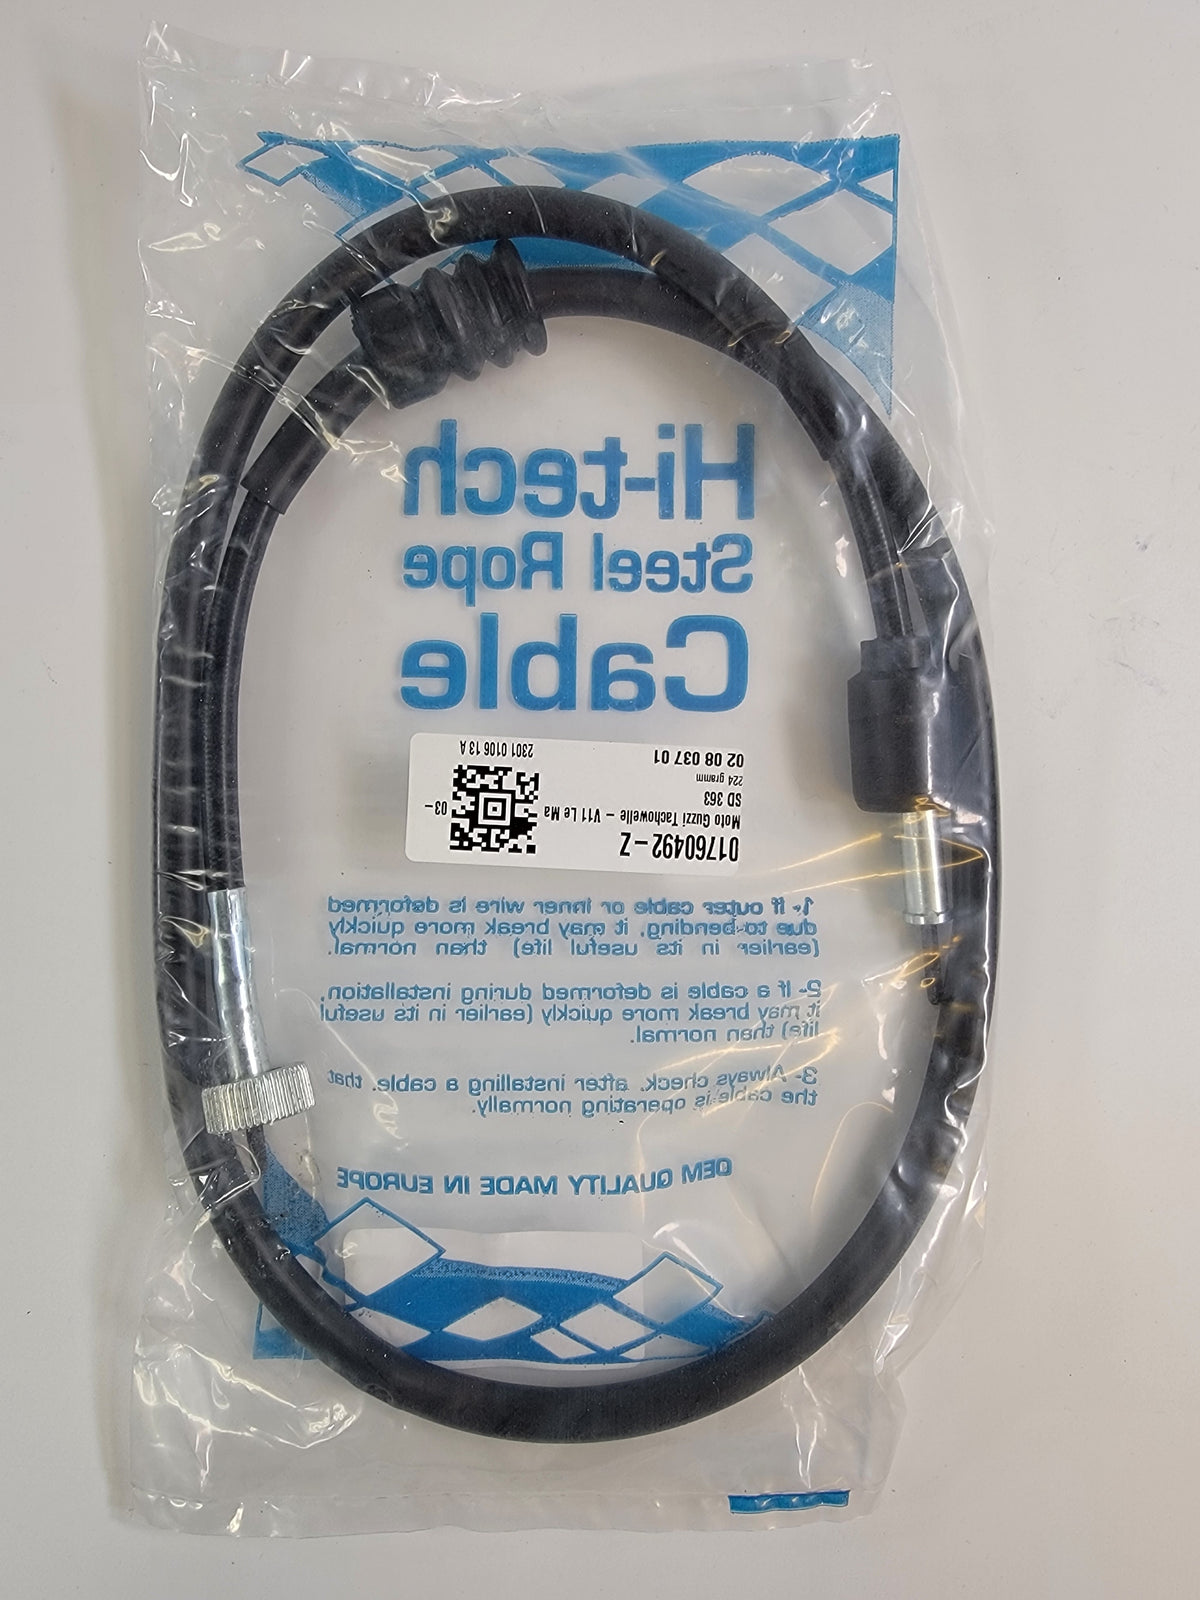 Hi-tech
Steel Rope
Cable
01760492-Z
Moto Guzzi Tachowelle - V11 Le Ma
SD 363
224 gramm
02 08 037 01
03-
2301 0106 13 A
1- If outer cable or inner wire is deformed
due to bending, it may break more quickly
(earlier in its useful life) than normal.
2- If a cable is deformed during installation,
it may break more quickly (earlier in its useful
life) than normal.
3- Always check, after installing a cable, that
the cable is operating normally.
OEM QUALITY MADE IN EUROPE